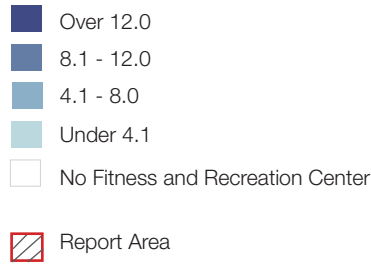 Over 12.0
8.1 - 12.0
4.1 - 8.0
Under 4.1
No Fitness and Recreation Center
Report Area